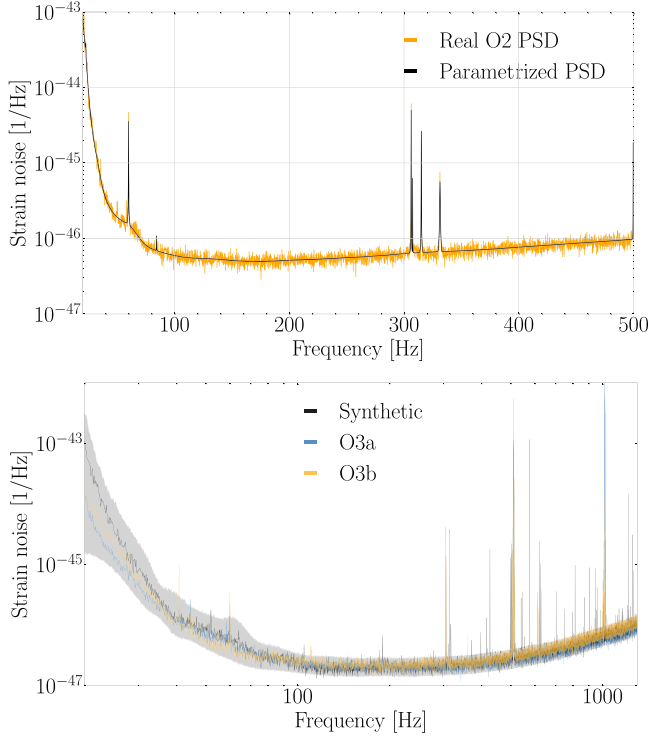 Strain noise [1/Hz]
10⁻⁴³
10⁻⁴⁴
10⁻⁴⁵
10⁻⁴⁶
10⁻⁴⁷
Real O2 PSD
Parametrized PSD
100 200 300 400 500
Frequency [Hz]
Strain noise [1/Hz]
10⁻⁴³
10⁻⁴⁵
10⁻⁴⁷
Synthetic
O3a
O3b
100 1000
Frequency [Hz]